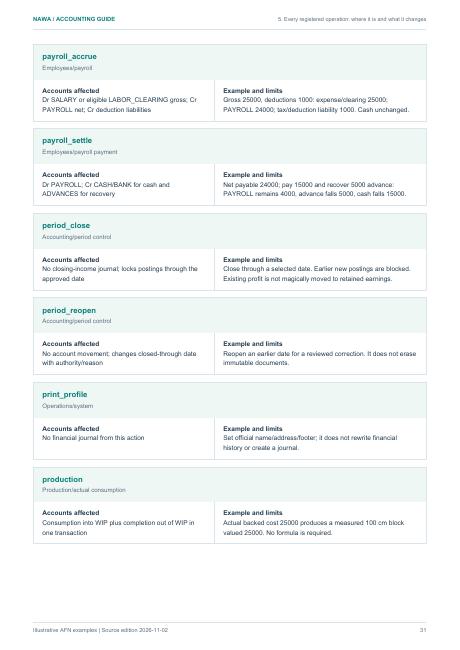 NAWA / ACCOUNTING GUIDE
5. Every registered operation: where it is and what it changes
payroll_accrue
Employees/payroll
Accounts affected
Dr SALARY or eligible LABOR_CLEARING gross; Cr
PAYROLL net; Cr deduction liabilities
Example and limits
Gross 25000, deductions 1000: expense/clearing 25000;
PAYROLL 24000; tax/deduction liability 1000. Cash unchanged.
payroll_settle
Employees/payroll payment
Accounts affected
Dr PAYROLL; Cr CASH/BANK for cash and
ADVANCES for recovery
Example and limits
Net payable 24000; pay 15000 and recover 5000 advance:
PAYROLL remains 4000, advance falls 5000, cash falls 15000.
period_close
Accounting/period control
Accounts affected
No closing-income journal; locks postings through the
approved date
Example and limits
Close through a selected date. Earlier new postings are blocked.
Existing profit is not magically moved to retained earnings.
period_reopen
Accounting/period control
Accounts affected
No account movement; changes closed-through date
with authority/reason
Example and limits
Reopen an earlier date for a reviewed correction. It does not erase
immutable documents.
print_profile
Operations/system
Accounts affected
No financial journal from this action
Example and limits
Set official name/address/footer; it does not rewrite financial
history or create a journal.
production
Production/actual consumption
Accounts affected
Consumption into WIP plus completion out of WIP in
one transaction
Example and limits
Actual backed cost 25000 produces a measured 100 cm block
valued 25000. No formula is required.
Illustrative AFN examples | Source edition 2026-11-02
31